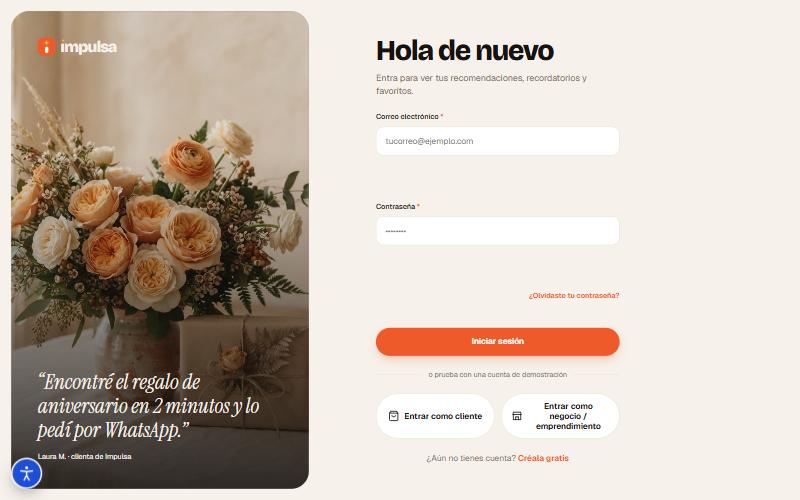 impulsa
"Encontré el regalo de
aniversario en 2 minutos y lo
pedí por WhatsApp."
Laura M. · clienta de Impulsa
Hola de nuevo
Entra para ver tus recomendaciones, recordatorios y
favoritos.
Correo electrónico *
tucorreo@ejemplo.com
Contraseña *
••••••••
¿Olvidaste tu contraseña?
Iniciar sesión
o prueba con una cuenta de demostración
Entrar como cliente
Entrar como
negocio /
emprendimiento
¿Aún no tienes cuenta? Créala gratis